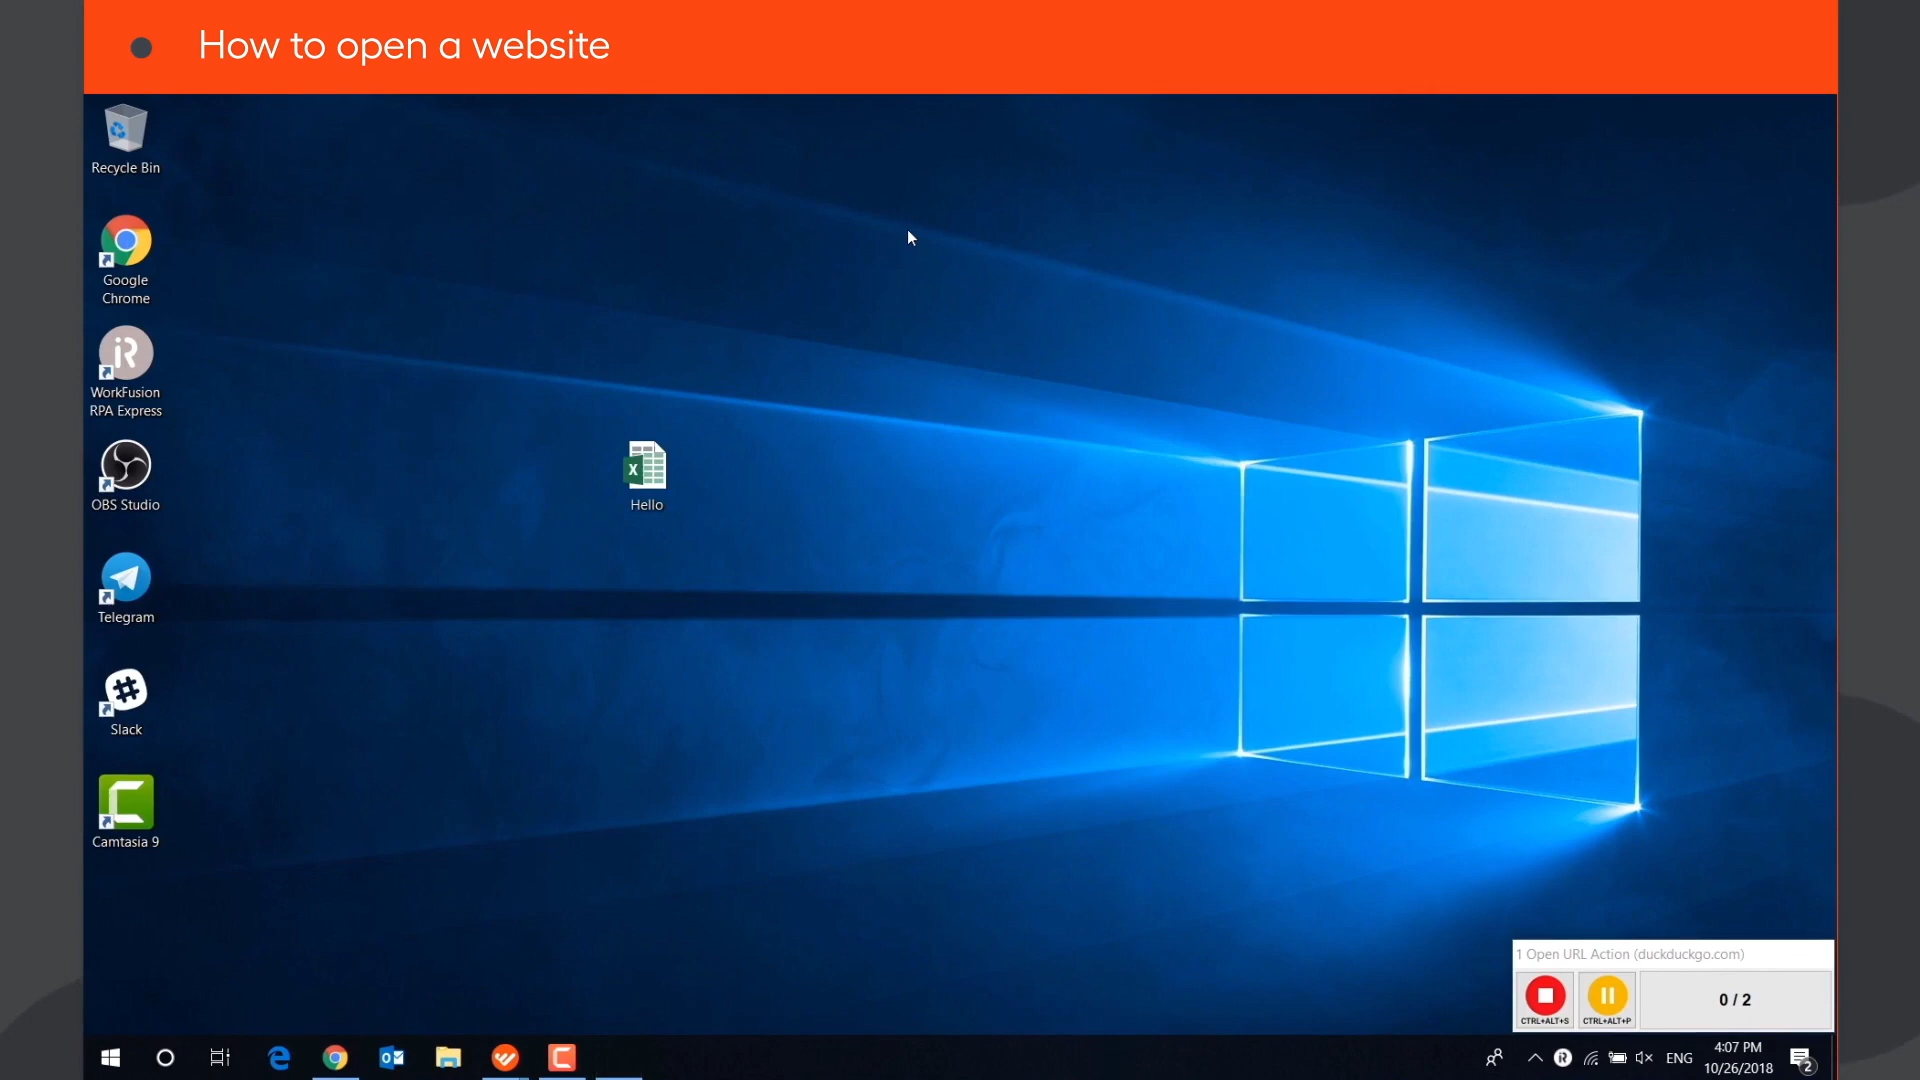 How to open a website
Recycle Bin
Google
Chrome
WorkFusion
RPA Express
OBS Studio
Hello
Telegram
Slack
Camtasia 9
1 Open URL Action (duckduckgo.com)
CTRL+ALT+S
CTRL+ALT+P
0 / 2
ENG
4:07 PM
10/26/2018
2